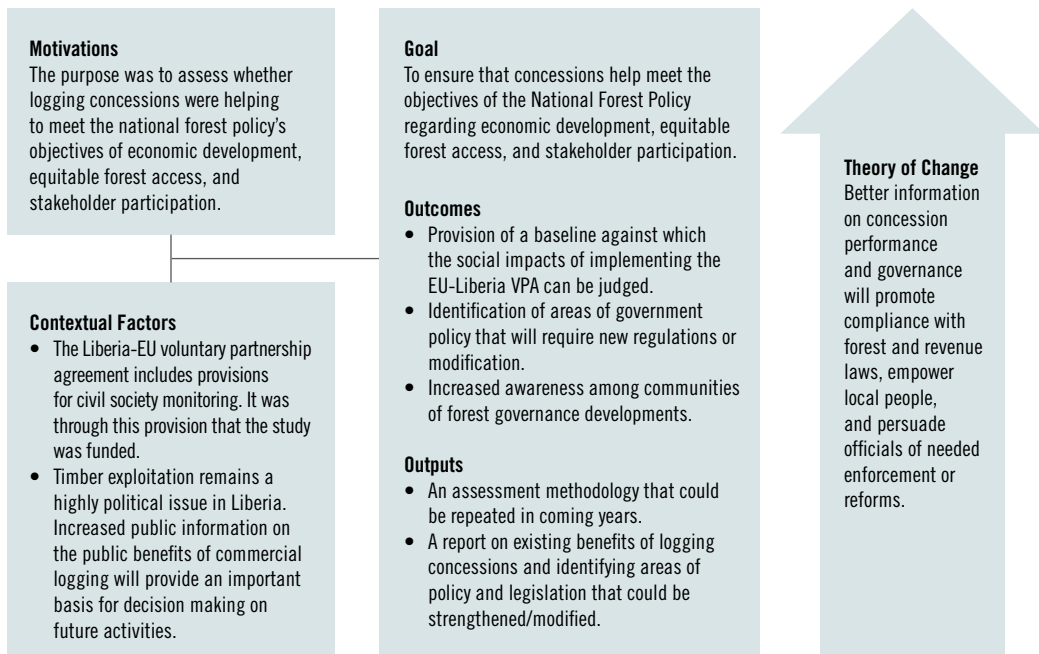 Motivations
The purpose was to assess whether
logging concessions were helping
to meet the national forest policy’s
objectives of economic development,
equitable forest access, and
stakeholder participation.
Contextual Factors
• The Liberia-EU voluntary partnership
agreement includes provisions
for civil society monitoring. It was
through this provision that the study
was funded.
• Timber exploitation remains a
highly political issue in Liberia.
Increased public information on
the public benefits of commercial
logging will provide an important
basis for decision making on
future activities.
Goal
To ensure that concessions help meet the
objectives of the National Forest Policy
regarding economic development, equitable
forest access, and stakeholder participation.
Outcomes
• Provision of a baseline against which
the social impacts of implementing the
EU-Liberia VPA can be judged.
• Identification of areas of government
policy that will require new regulations or
modification.
• Increased awareness among communities
of forest governance developments.
Outputs
• An assessment methodology that could
be repeated in coming years.
• A report on existing benefits of logging
concessions and identifying areas of
policy and legislation that could be
strengthened/modified.
Theory of Change
Better information
on concession
performance
and governance
will promote
compliance with
forest and revenue
laws, empower
local people,
and persuade
officials of needed
enforcement or
reforms.